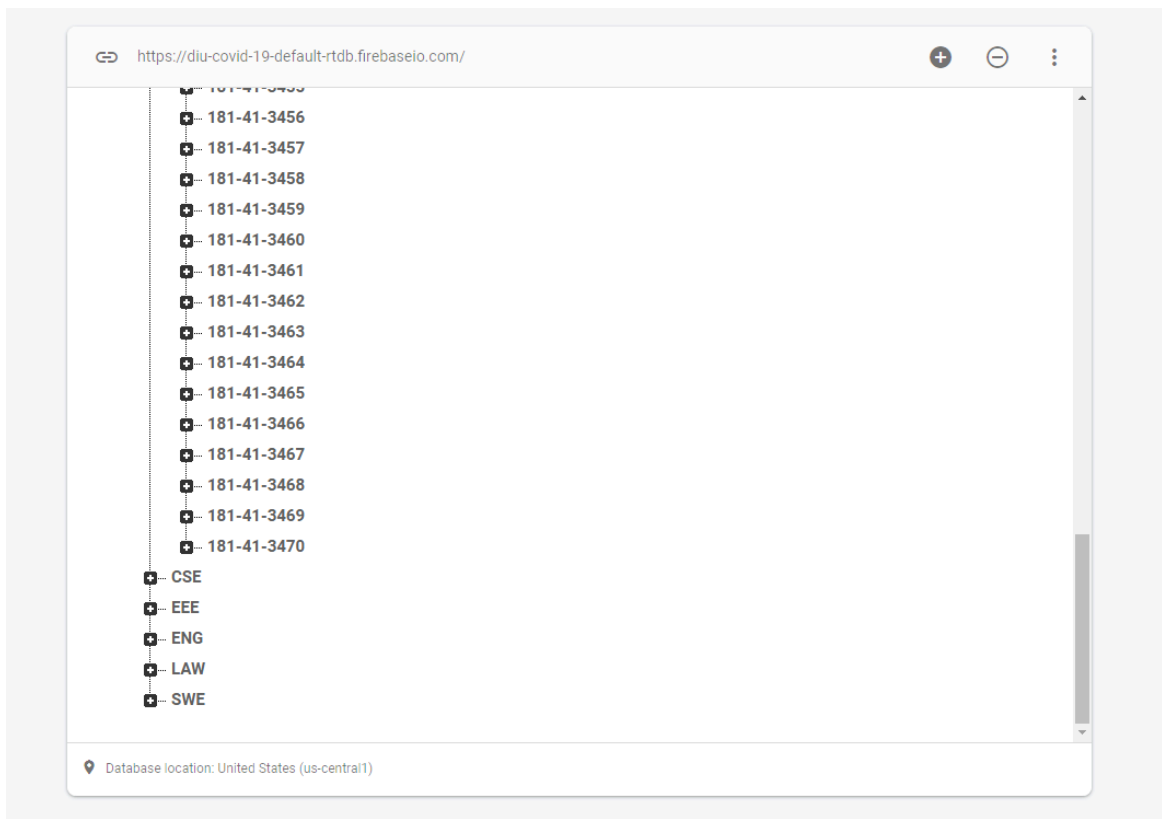 https://diu-covid-19-default-rtdb.firebaseio.com/
181-41-3455
181-41-3456
181-41-3457
181-41-3458
181-41-3459
181-41-3460
181-41-3461
181-41-3462
181-41-3463
181-41-3464
181-41-3465
181-41-3466
181-41-3467
181-41-3468
181-41-3469
181-41-3470
CSE
EEE
ENG
LAW
SWE
Database location: United States (us-central1)